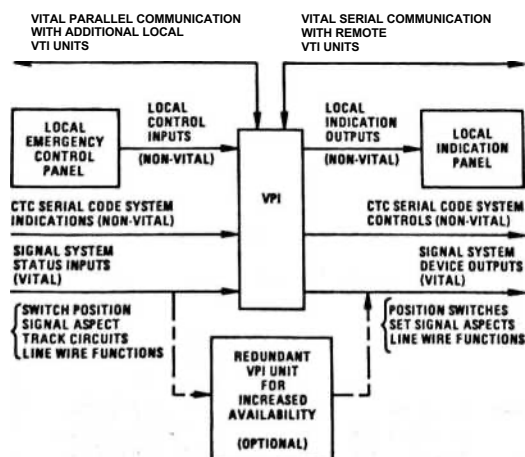 VITAL PARALLEL COMMUNICATION
WITH ADDITIONAL LOCAL
VTI UNITS
VITAL SERIAL COMMUNICATION
WITH REMOTE
VTI UNITS
LOCAL
EMERGENCY
CONTROL
PANEL
LOCAL
CONTROL
INPUTS
(NON-VITAL)
VPI
LOCAL
INDICATION
OUTPUTS
(NON-VITAL)
LOCAL
INDICATION
PANEL
CTC SERIAL CODE SYSTEM
INDICATIONS (NON-VITAL)
CTC SERIAL CODE SYSTEM
CONTROLS (NON-VITAL)
SIGNAL SYSTEM
STATUS INPUTS
(VITAL)
SIGNAL SYSTEM
DEVICE OUTPUTS
(VITAL)
SWITCH POSITION
SIGNAL ASPECT
TRACK CIRCUITS
LINE WIRE FUNCTIONS
POSITION SWITCHES
SET SIGNAL ASPECTS
LINE WIRE FUNCTIONS
REDUNDANT
VPI UNIT
FOR
INCREASED
AVAILABILITY
(OPTIONAL)